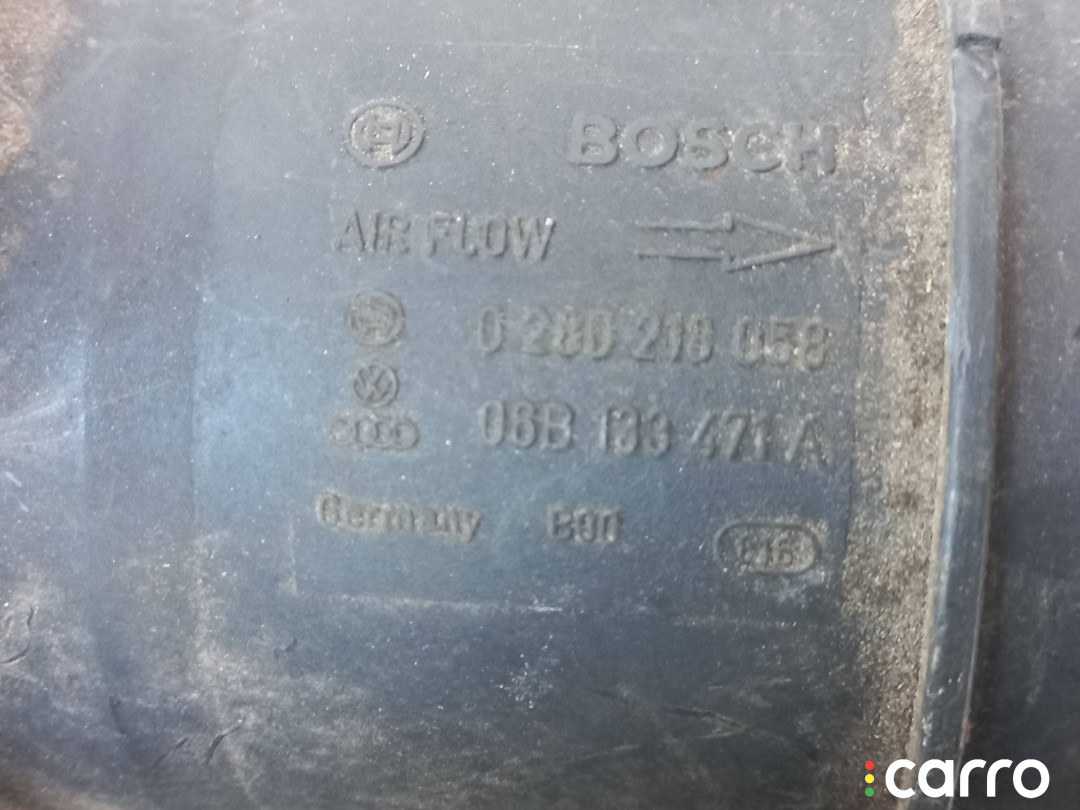 BOSCH
AIR FLOW
0 280 218 058
06B 133 471 A
Germany
carro